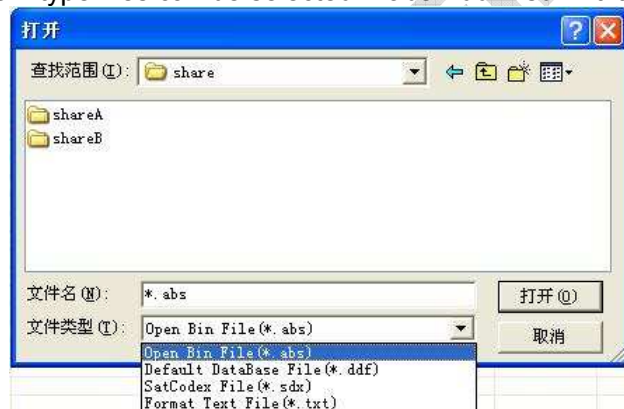 打开
查找范围(I): share
shareA
shareB
文件名(N): *.abs 打开(O)
文件类型(T): Open Bin File(*.abs) 取消
Open Bin File(*.abs)
Default DataBase File(*.ddf)
SatCodex File(*.sdx)
Format Text File(*.txt)